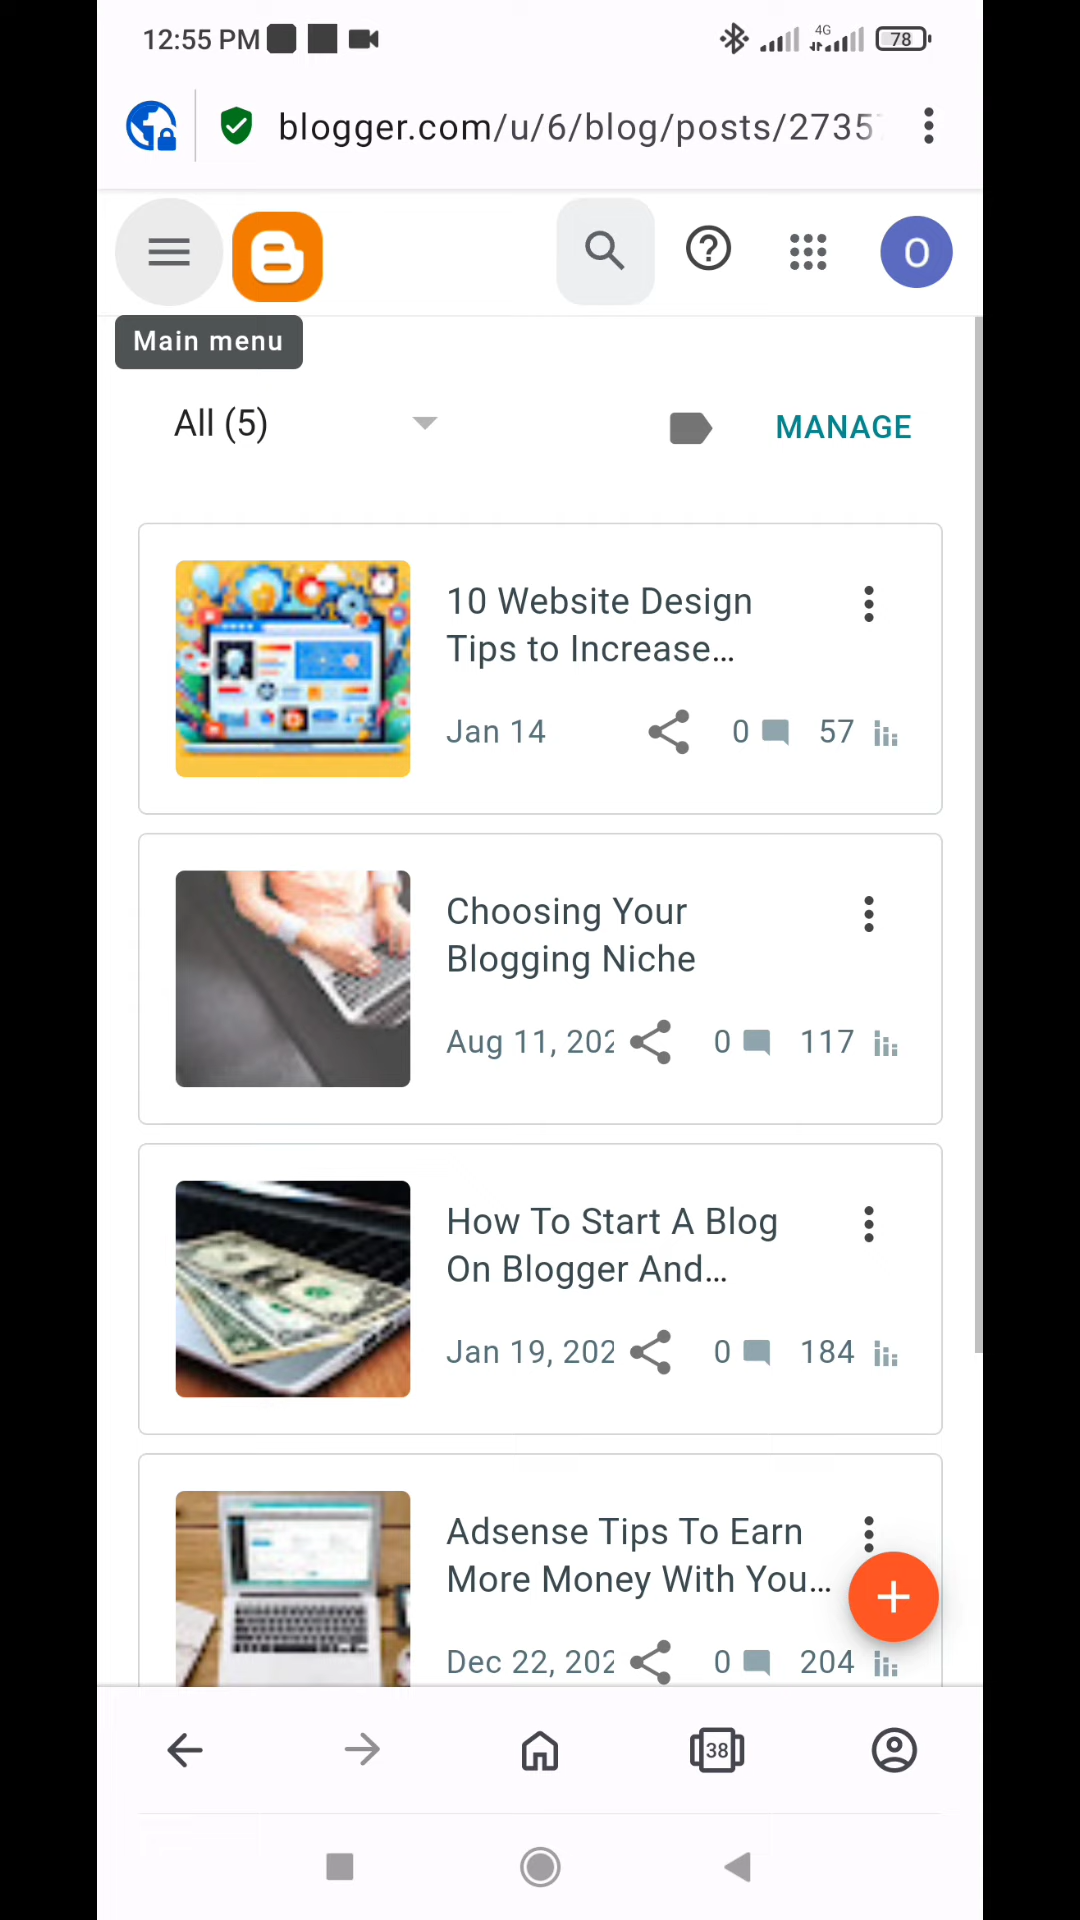 12:55 PM
4G
78
blogger.com/u/6/blog/posts/2735
O
Main menu
All (5)
MANAGE
10 Website Design
Tips to Increase...
Jan 14
0
57
Choosing Your
Blogging Niche
Aug 11, 202
0
117
How To Start A Blog
On Blogger And...
Jan 19, 202
0
184
Adsense Tips To Earn
More Money With You...
Dec 22, 202
0
204
38